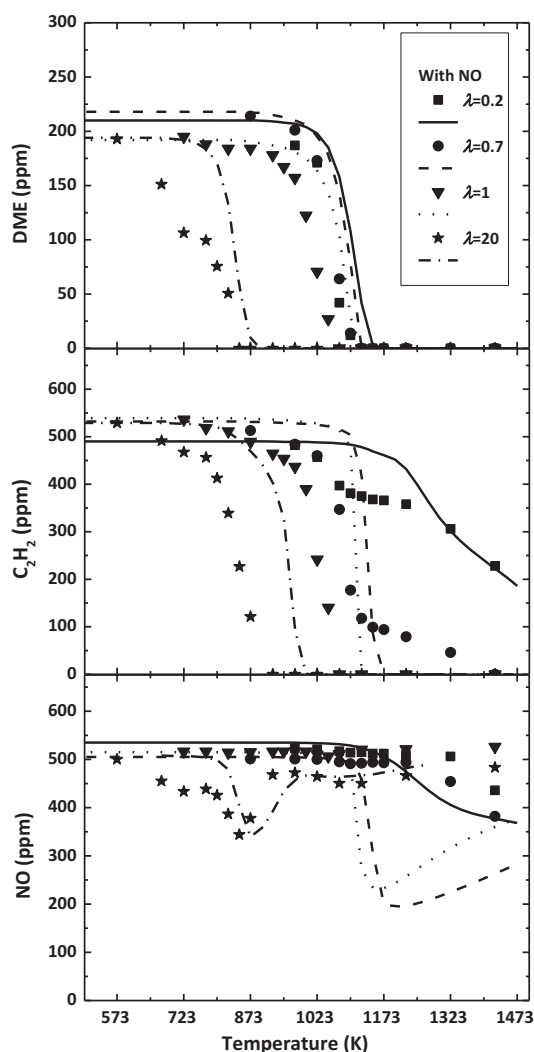 300
250
200
150
100
50
0
DME (ppm)
With NO
λ=0.2
λ=0.7
λ=1
λ=20
600
500
400
300
200
100
0
C₂H₂ (ppm)
600
500
400
300
200
100
0
NO (ppm)
573 723 873 1023 1173 1323 1473
Temperature (K)